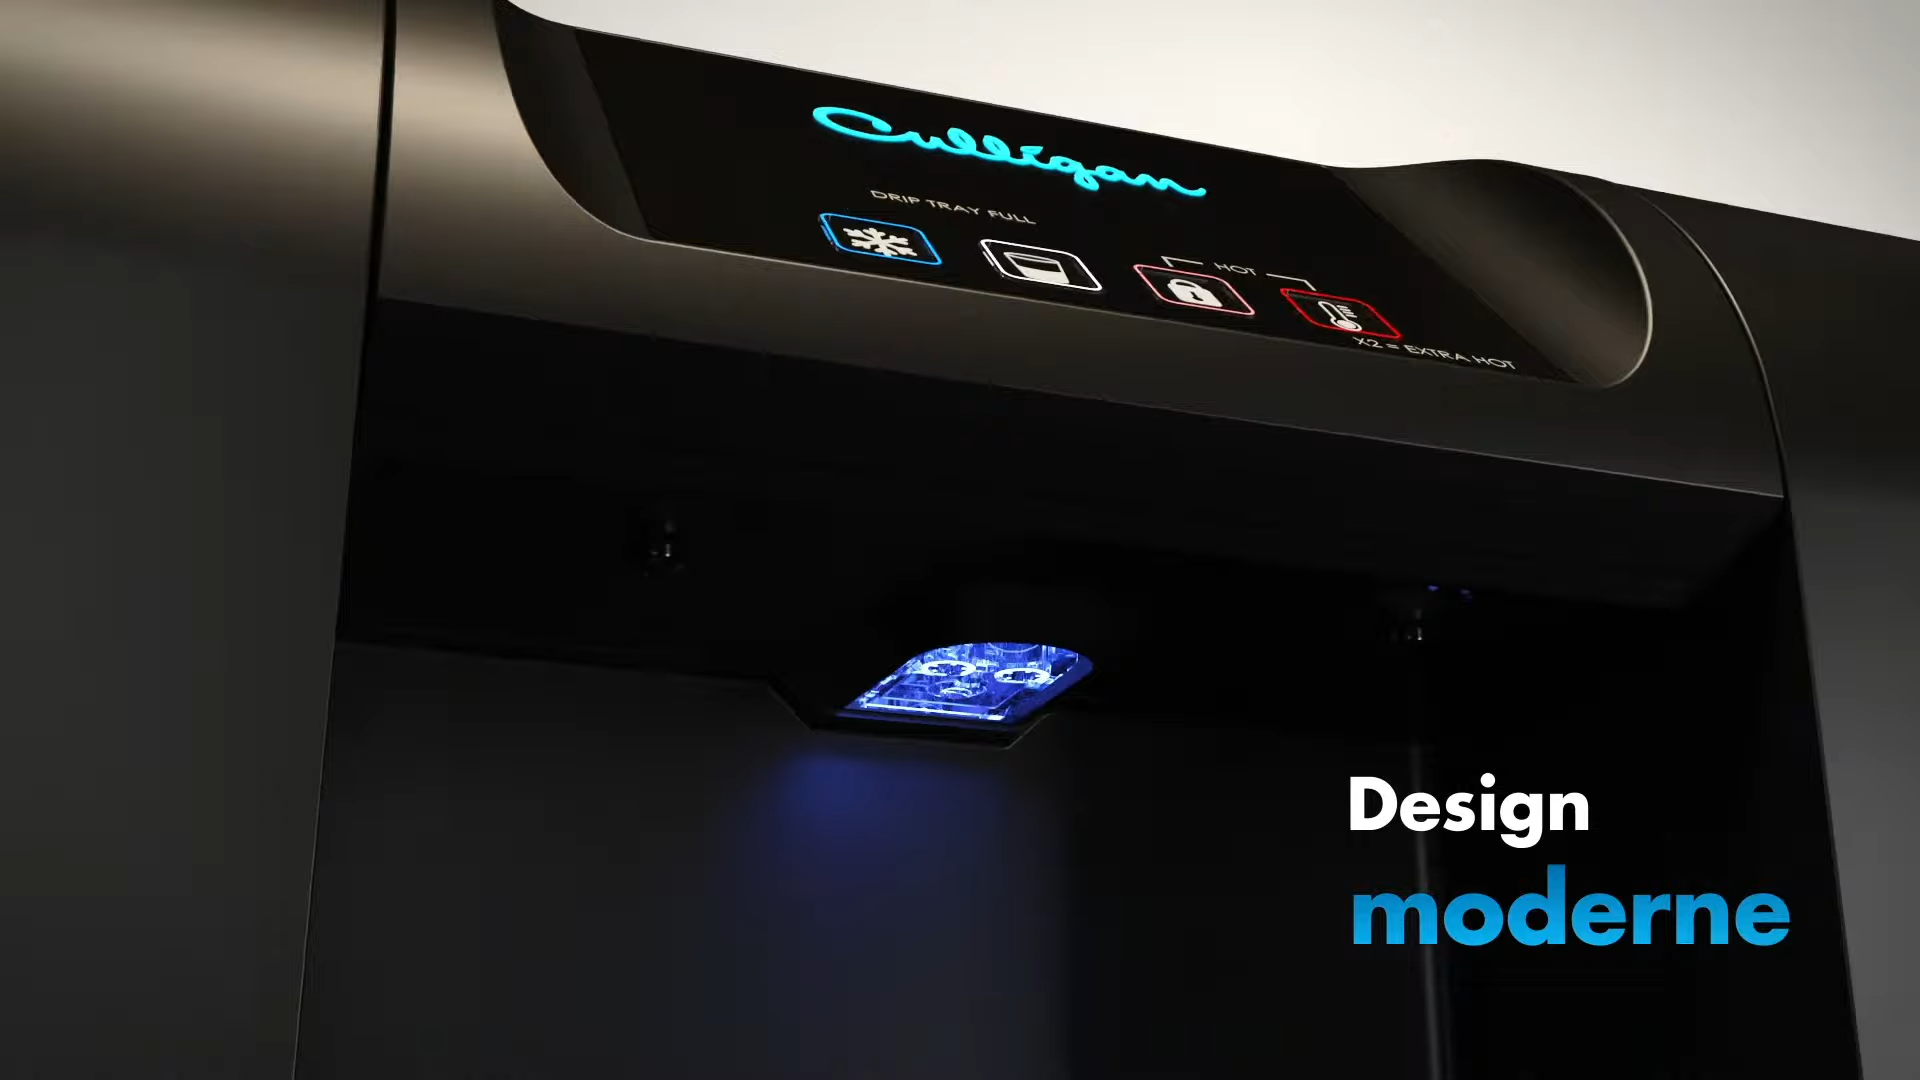 Culligan
DRIP TRAY FULL
HOT
X2 = EXTRA HOT
Design
moderne